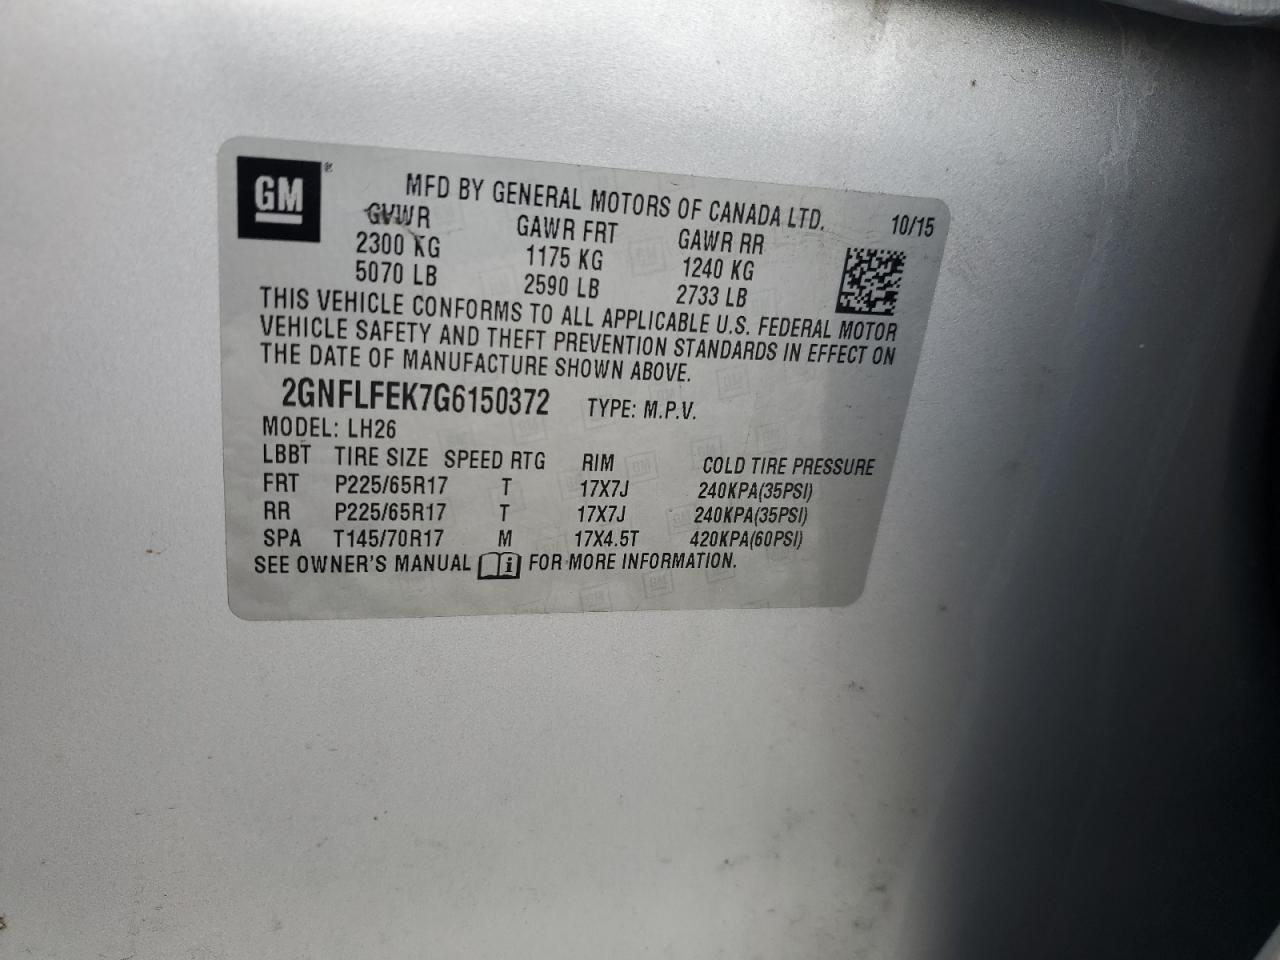 GM®
MFD BY GENERAL MOTORS OF CANADA LTD. 10/15
GVWR GAWR FRT GAWR RR
2300 KG 1175 KG 1240 KG
5070 LB 2590 LB 2733 LB
THIS VEHICLE CONFORMS TO ALL APPLICABLE U.S. FEDERAL MOTOR
VEHICLE SAFETY AND THEFT PREVENTION STANDARDS IN EFFECT ON
THE DATE OF MANUFACTURE SHOWN ABOVE.
2GNFLFEK7G6150372 TYPE: M.P.V.
MODEL: LH26
LBBT TIRE SIZE SPEED RTG RIM COLD TIRE PRESSURE
FRT P225/65R17 T 17X7J 240KPA(35PSI)
RR P225/65R17 T 17X7J 240KPA(35PSI)
SPA T145/70R17 M 17X4.5T 420KPA(60PSI)
SEE OWNER'S MANUAL FOR MORE INFORMATION.